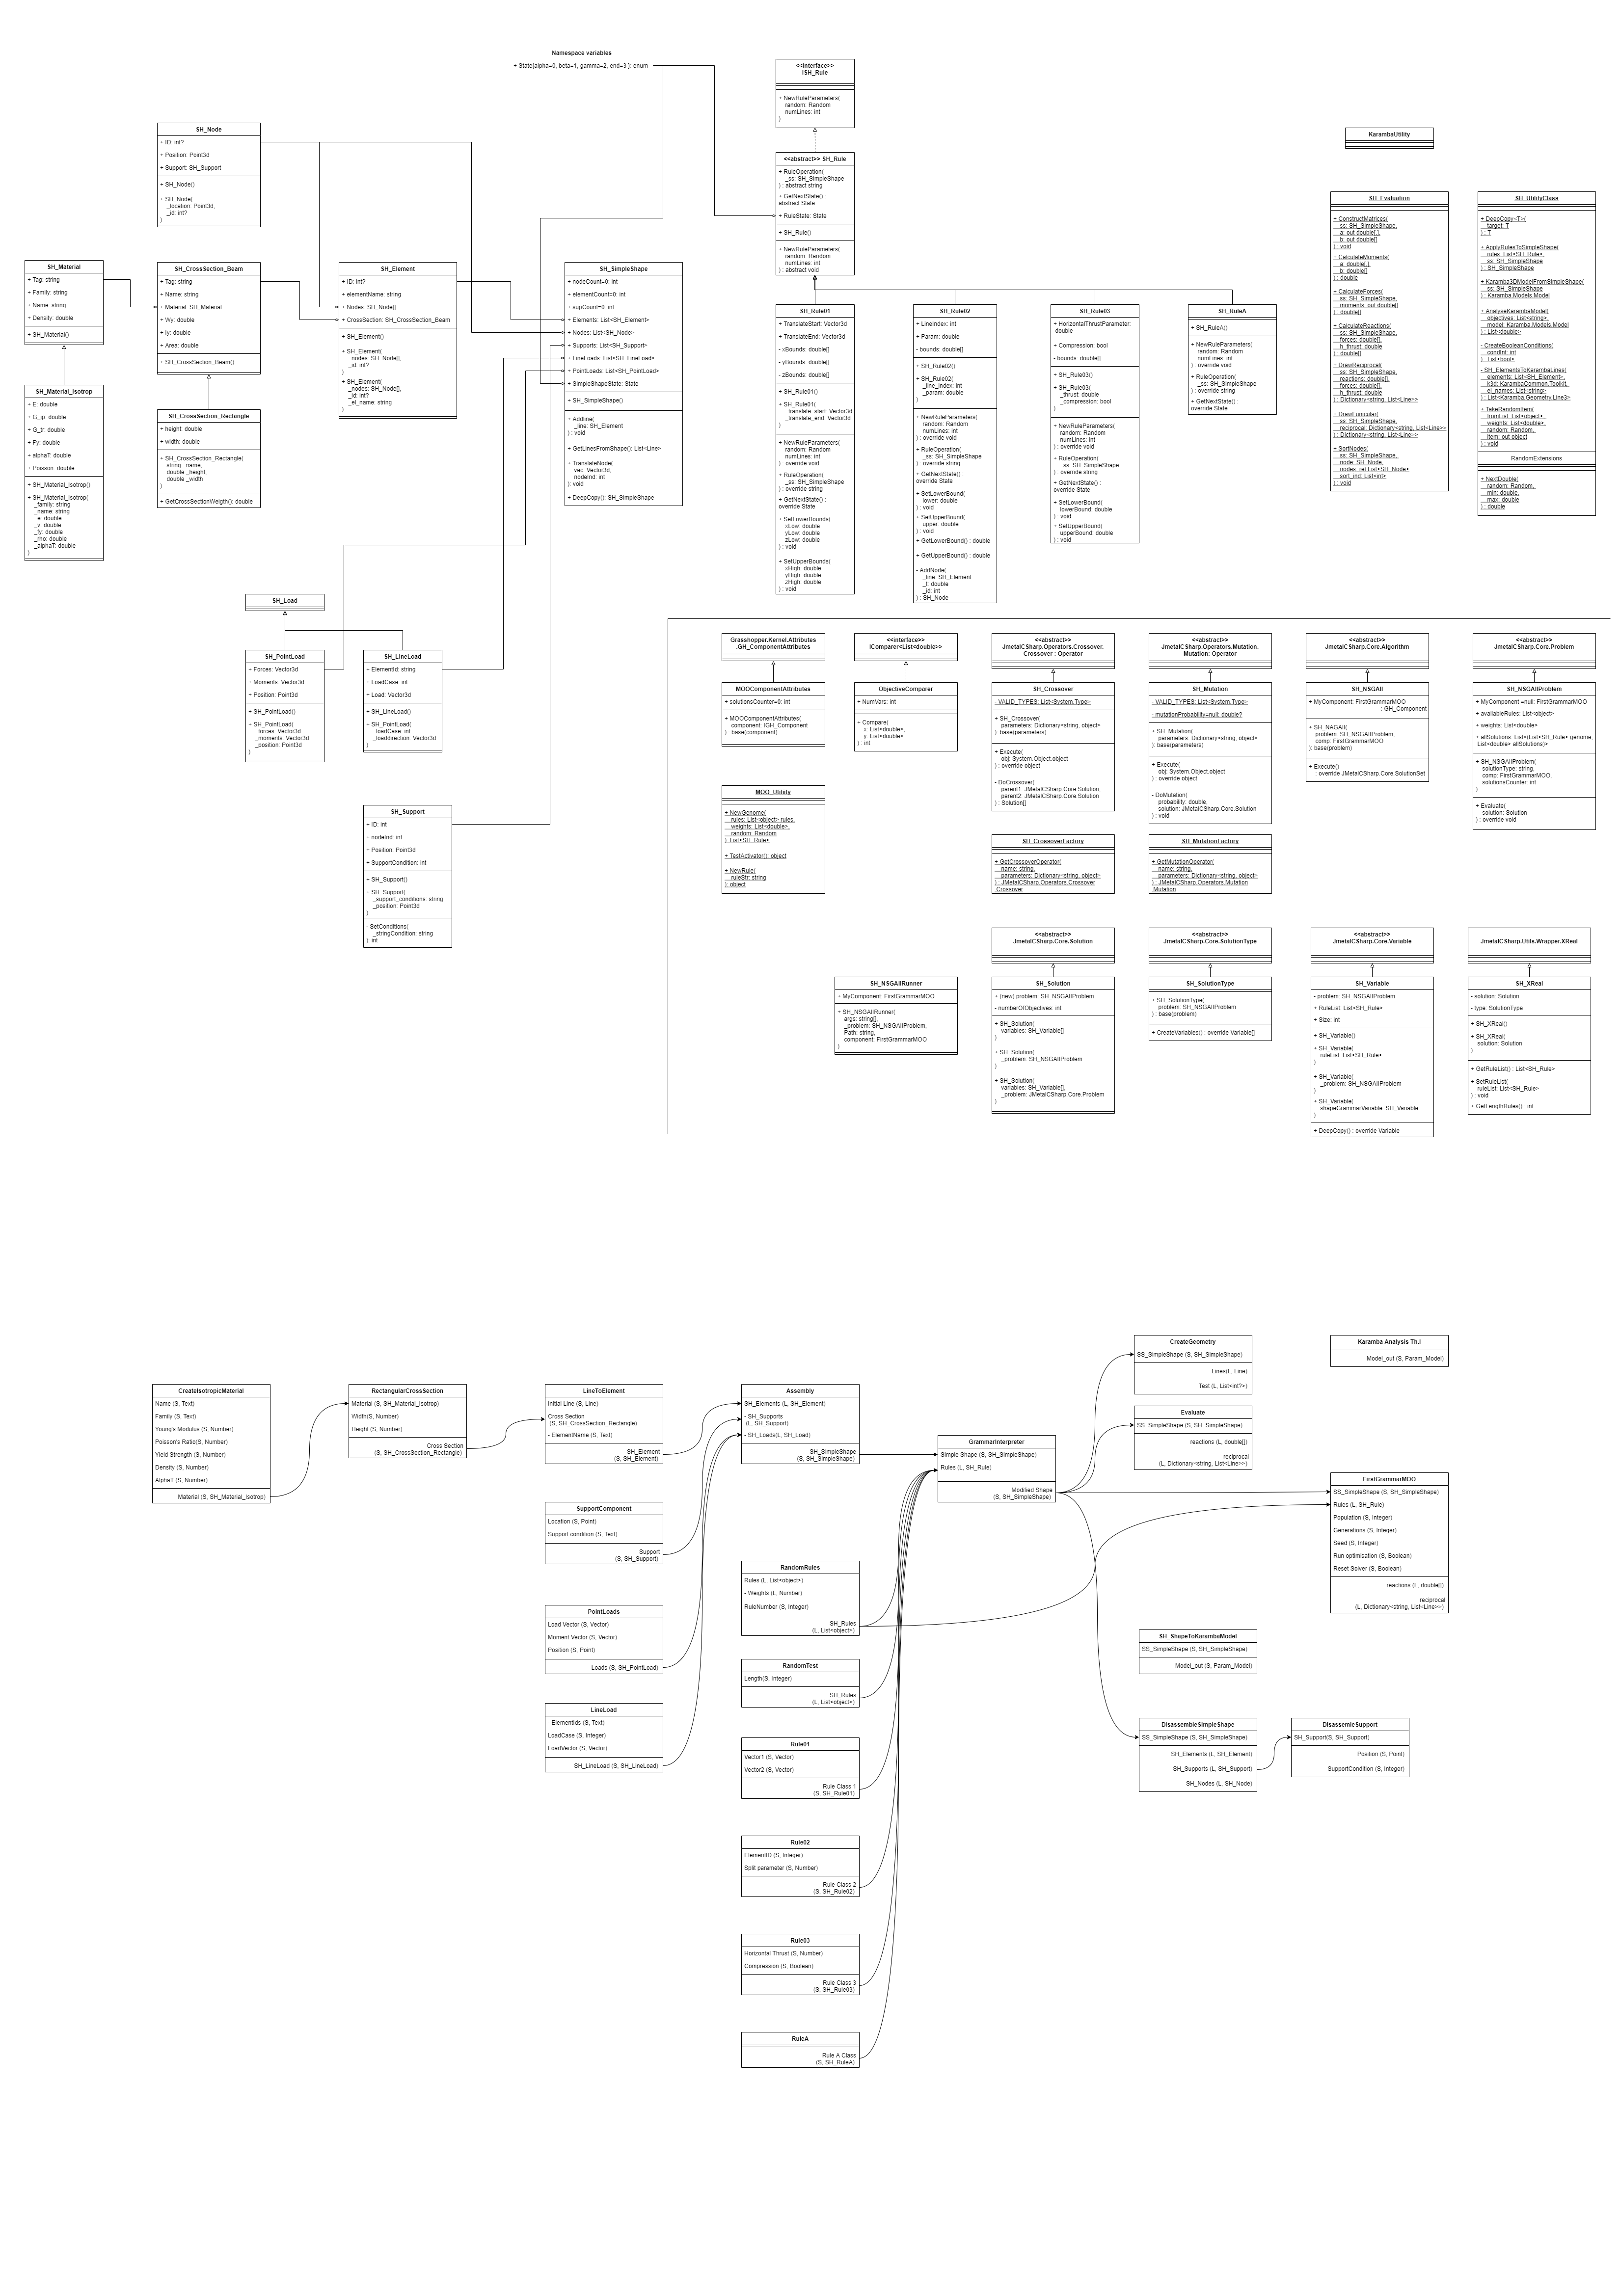 Namespace variables
+ State{alpha=0, beta=1, gamma=2, end=3 }: enum
<<Interface>>
ISH_Rule
+ NewRuleParameters(
random: Random
numLines: int
)
<<abstract>> SH_Rule
+ RuleOperation(
_ss: SH_SimpleShape
) : abstract string
+ GetNextState() :
abstract State
+ RuleState: State
+ SH_Rule()
+ NewRuleParameters(
random: Random
numLines: int
) : abstract void
KarambaUtility
SH_Node
+ ID: int?
+ Position: Point3d
+ Support: SH_Support
+ SH_Node()
+ SH_Node(
_location: Point3d,
_id: int?
)
SH_Material
+ Tag: string
+ Family: string
+ Name: string
+ Density: double
+ SH_Material()
SH_CrossSection_Beam
+ Tag: string
+ Name: string
+ Material: SH_Material
+ Wy: double
+ Iy: double
+ Area: double
+ SH_CrossSection_Beam()
SH_Element
+ ID: int?
+ elementName: string
+ Nodes: SH_Node[]
+ CrossSection: SH_CrossSection_Beam
+ SH_Element()
+ SH_Element(
_nodes: SH_Node[],
_id: int?
)
+ SH_Element(
_nodes: SH_Node[],
_id: int?
_el_name: string
)
SH_SimpleShape
+ nodeCount=0: int
+ elementCount=0: int
+ supCount=0: int
+ Elements: List<SH_Element>
+ Nodes: List<SH_Node>
+ Supports: List<SH_Support>
+ LineLoads: List<SH_LineLoad>
+ PointLoads: List<SH_PointLoad>
+ SimpleShapeState: State
+ SH_SimpleShape()
+ Addline(
_line: SH_Element
) : void
+ GetLinesFromShape(): List<Line>
+ TranslateNode(
vec: Vector3d,
nodeInd: int
): void
+ DeepCopy(): SH_SimpleShape
SH_Material_Isotrop
+ E: double
+ G_ip: double
+ G_tr: double
+ Fy: double
+ alphaT: double
+ Poisson: double
+ SH_Material_Isotrop()
+ SH_Material_Isotrop(
_family: string
_name: string
_e: double
_v: double
_fy: double
_rho: double
_alphaT: double
)
SH_CrossSection_Rectangle
+ height: double
+ width: double
+ SH_CrossSection_Rectangle(
string _name,
double _height,
double _width
)
+ GetCrossSectionWeigth(): double
SH_Rule01
+ TranslateStart: Vector3d
+ TranslateEnd: Vector3d
- xBounds: double[]
- yBounds: double[]
- zBounds: double[]
+ SH_Rule01()
+ SH_Rule01(
_translate_start: Vector3d
_translate_end: Vector3d
)
+ NewRuleParameters(
random: Random
numLines: int
) : override void
+ RuleOperation(
_ss: SH_SimpleShape
) : override string
+ GetNextState() :
override State
+ SetLowerBounds(
xLow: double
yLow: double
zLow: double
) : void
+ SetUpperBounds(
xHigh: double
yHigh: double
zHigh: double
) : void
SH_Rule02
+ LineIndex: int
+ Param: double
- bounds: double[]
+ SH_Rule02()
+ SH_Rule02(
_line_index: int
_param: double
)
+ NewRuleParameters(
random: Random
numLines: int
) : override void
+ RuleOperation(
_ss: SH_SimpleShape
) : override string
+ GetNextState() :
override State
+ SetLowerBound(
lower: double
) : void
+ SetUpperBound(
upper: double
) : void
+ GetLowerBound() : double
+ GetUpperBound() : double
- AddNode(
_line: SH_Element
_t: double
_id: int
) : SH_Node
SH_Rule03
+ HorizontalThrustParameter:
double
+ Compression: bool
- bounds: double[]
+ SH_Rule03()
+ SH_Rule03(
_thrust: double
_compression: bool
)
+ NewRuleParameters(
random: Random
numLines: int
) : override void
+ RuleOperation(
_ss: SH_SimpleShape
) : override string
+ GetNextState() :
override State
+ SetLowerBound(
lowerBound: double
) : void
+ SetUpperBound(
upperBound: double
) : void
SH_RuleA
+ SH_RuleA()
+ NewRuleParameters(
random: Random
numLines: int
) : override void
+ RuleOperation(
_ss: SH_SimpleShape
) : override string
+ GetNextState() :
override State
SH_Evaluation
+ ConstructMatrices(
ss: SH_SimpleShape,
a: out double[,],
b: out double[]
) : void
+ CalculateMoments(
a: double[,],
b: double[]
) : double
+ CalculateForces(
ss: SH_SimpleShape,
moments_out double[]
+ CalculateReactions(
ss: SH_SimpleShape,
forces: double[],
h_thrust: double
) : double[]
+ DrawReciprocal(
ss: SH_SimpleShape,
reactions: double[],
forces: double[],
h_thrust: double
) : Dictionary<string, List<Line>>
+ DrawFunicular(
ss: SH_SimpleShape,
reciprocal: Dictionary<string, List<Line>>
) : Dictionary<string, List<Line>>
+ SortNodes(
ss: SH_SimpleShape,
node: SH_Node,
nodes: ref List<SH_Node>
sort_ind: List<int>
) : void
SH_UtilityClass
+ DeepCopy<T>(
target: T
) : T
+ ApplyRulesToSimpleShape(
rules: List<SH_Rule>,
ss: SH_SimpleShape
) : SH_SimpleShape
+ Karamba3DModelFromSimpleShape(
ss: SH_SimpleShape
) : Karamba.Models.Model
+ AnalyseKarambaModel(
objectives: List<string>,
model: Karamba.Models.Model
) : List<double>
- CreateBooleanConditions(
condInt: int
) : List<bool>
- SH_ElementsToKarambaLines(
elements: List<SH_Element>,
k3d: KarambaCommon.Toolkit,
el_names: List<string>
) : List<Karamba.Geometry.Line3>
+ TakeRandomItem(
fromList: List<object>,
weights: List<double>,
random: Random,
item: out object
) : void
RandomExtensions
+ NextDouble(
random: Random,
min: double,
max: double
) : double
SH_Load
SH_PointLoad
+ Forces: Vector3d
+ Moments: Vector3d
+ Position: Point3d
+ SH_PointLoad()
+ SH_PointLoad(
_forces: Vector3d
_moments: Vector3d
_position: Point3d
)
SH_LineLoad
+ ElementId: string
+ LoadCase: int
+ Load: Vector3d
+ SH_LineLoad()
+ SH_PointLoad(
_loadCase: int
_loaddirection: Vector3d
)
SH_Support
+ ID: int
+ nodeInd: int
+ Position: Point3d
+ SupportCondition: int
+ SH_Support()
+ SH_Support(
_support_conditions: string
_position: Point3d
)
- SetConditions(
_stringCondition: string
): int
Grasshopper.Kernel.Attributes
.GH_ComponentAttributes
MOOComponentAttributes
+ solutionsCounter=0: int
+ MOOComponentAttributes(
component: IGH_Component
) : base(component)
<<interface>>
IComparer<List<double>>
ObjectiveComparer
+ NumVars: int
+ Compare(
x: List<double>,
y: List<double>
) : int
<<abstract>>
JMetalCSharp.Operators.Crossover.
Crossover : Operator
SH_Crossover
- VALID_TYPES: List<System.Type>
+ SH_Crossover(
parameters: Dictionary<string, object>
): base(parameters)
+ Execute(
obj: System.Object:object
) : override object
- DoCrossover(
parent1: JMetalCSharp.Core.Solution,
parent2: JMetalCSharp.Core.Solution
) : Solution[]
<<abstract>>
JMetalCSharp.Operators.Mutation.
Mutation: Operator
SH_Mutation
- VALID_TYPES: List<System.Type>
- mutationProbability=null: double?
+ SH_Mutation(
parameters: Dictionary<string, object>
): base(parameters)
+ Execute(
obj: System.Object:object
) : override object
- DoMutation(
probability: double,
solution: JMetalCSharp.Core.Solution
) : void
<<abstract>>
JMetalCSharp.Core.Algorithm
SH_NSGAII
+ MyComponent: FirstGrammarMOO
: GH_Component
+ SH_NAGAII(
problem: SH_NSGAIIProblem,
comp: FirstGrammarMOO
): base(problem)
+ Execute()
: override JMetalCSharp.Core.SolutionSet
<<abstract>>
JmetalCSharp.Core.Problem
SH_NSGAIIProblem
+ MyComponent =null: FirstGrammarMOO
+ availableRules: List<object>
+ weights: List<double>
+ allSolutions: List<(List<SH_Rule> genome,
List<double> allSolutions)>
+ SH_NSGAIIProblem(
solutionType: string,
comp: FirstGrammarMOO,
solutionsCounter: int
)
+ Evaluate(
solution: Solution
) : override void
MOO_Utility
+ NewGenome(
rules: List<object> rules,
weights: List<double>,
random: Random
): List<SH_Rule>
+ TestActivator(): object
+ NewRule(
ruleStr: string
): object
SH_CrossoverFactory
+ GetCrossoverOperator(
name: string,
parameters: Dictionary<string, object>
) : JMetalCSharp.Operators.Crossover
.Crossover
SH_MutationFactory
+ GetMutationOperator(
name: string,
parameters: Dictionary<string, object>
) : JMetalCSharp.Operators.Mutation
.Mutation
SH_NSGAIIRunner
+ MyComponent: FirstGrammarMOO
+ SH_NSGAIIRunner(
args: string[],
_problem: SH_NSGAIIProblem,
Path: string,
component: FirstGrammarMOO
)
<<abstract>>
JmetalCSharp.Core.Solution
SH_Solution
+ (new) problem: SH_NSGAIIProblem
- numberOfObjectives: int
+ SH_Solution(
variables: SH_Variable[]
)
+ SH_Solution(
_problem: SH_NSGAIIProblem
)
+ SH_Solution(
variables: SH_Variable[],
_problem: JMetalCSharp.Core.Problem
)
<<abstract>>
JmetalCSharp.Core.SolutionType
SH_SolutionType
+ SH_SolutionType(
problem: SH_NSGAIIProblem
) : base(problem)
+ CreateVariables() : override Variable[]
<<abstract>>
JmetalCSharp.Core.Variable
SH_Variable
- problem: SH_NSGAIIProblem
+ RuleList: List<SH_Rule>
+ Size: int
+ SH_Variable()
+ SH_Variable(
ruleList: List<SH_Rule>
)
+ SH_Variable(
_problem: SH_NSGAIIProblem
)
+ SH_Variable(
shapeGrammarVariable: SH_Variable
)
+ DeepCopy() : override Variable
JmetalCSharp.Utils.Wrapper.XReal
SH_XReal
- solution: Solution
- type: SolutionType
+ SH_XReal()
+ SH_XReal(
solution: Solution
)
+ GetRuleList() : List<SH_Rule>
+ SetRuleList(
ruleList: List<SH_Rule>
) : void
+ GetLengthRules() : int
CreateIsotropicMaterial
Name (S, Text)
Family (S, Text)
Young's Modulus (S, Number)
Poisson's Ratio(S, Number)
Yield Strength (S, Number)
Density (S, Number)
AlphaT (S, Number)
Material (S, SH_Material_Isotrop)
RectangularCrossSection
Material (S, SH_Material_Isotrop)
Width(S, Number)
Height (S, Number)
Cross Section
(S, SH_CrossSection_Rectangle)
LineToElement
Initial Line (S, Line)
Cross Section
(S, SH_CrossSection_Rectangle)
- ElementName (S, Text)
SH_Element
(S, SH_Element)
Assembly
SH_Elements (L, SH_Element)
- SH_Supports
(L, SH_Support)
- SH_Loads(L, SH_Load)
SH_SimpleShape
(S, SH_SimpleShape)
SupportComponent
Location (S, Point)
Support condition (S, Text)
Support
(S, SH_Support)
PointLoads
Load Vector (S, Vector)
Moment Vector (S, Vector)
Position (S, Point)
Loads (S, SH_PointLoad)
LineLoad
- ElementIds (S, Text)
LoadCase (S, Integer)
LoadVector (S, Vector)
SH_LineLoad (S, SH_LineLoad)
RandomRules
Rules (L, List<object>)
- Weights (L, Number)
RuleNumber (S, Integer)
SH_Rules
(L, List<object>)
RandomTest
Length(S, Integer)
SH_Rules
(L, List<object>)
Rule01
Vector1 (S, Vector)
Vector2 (S, Vector)
Rule Class 1
(S, SH_Rule01)
Rule02
ElementID (S, Integer)
Split parameter (S, Number)
Rule Class 2
(S, SH_Rule02)
Rule03
Horizontal Thrust (S, Number)
Compression (S, Boolean)
Rule Class 3
(S, SH_Rule03)
RuleA
Rule A Class
(S, SH_RuleA)
GrammarInterpreter
Simple Shape (S, SH_SimpleShape)
Rules (L, SH_Rule)
Modified Shape
(S, SH_SimpleShape)
CreateGeometry
SS_SimpleShape (S, SH_SimpleShape)
Lines(L, Line)
Test (L, List<int?>)
Evaluate
SS_SimpleShape (S, SH_SimpleShape)
reactions (L, double[])
reciprocal
(L, Dictionary<string, List<Line>>)
Karamba Analysis Th.I
Model_out (S, Param_Model)
FirstGrammarMOO
SS_SimpleShape (S, SH_SimpleShape)
Rules (L, SH_Rule)
Population (S, Integer)
Generations (S, Integer)
Seed (S, Integer)
Run optimisation (S, Boolean)
Reset Solver (S, Boolean)
reactions (L, double[])
reciprocal
(L, Dictionary<string, List<Line>>)
SH_ShapeToKarambaModel
SS_SimpleShape (S, SH_SimpleShape)
Model_out (S, Param_Model)
DisassembleSimpleShape
SS_SimpleShape (S, SH_SimpleShape)
SH_Elements (L, SH_Element)
SH_Supports (L, SH_Support)
SH_Nodes (L, SH_Node)
DisassemleSupport
SH_Support(S, SH_Support)
Position (S, Point)
SupportCondition (S, Integer)